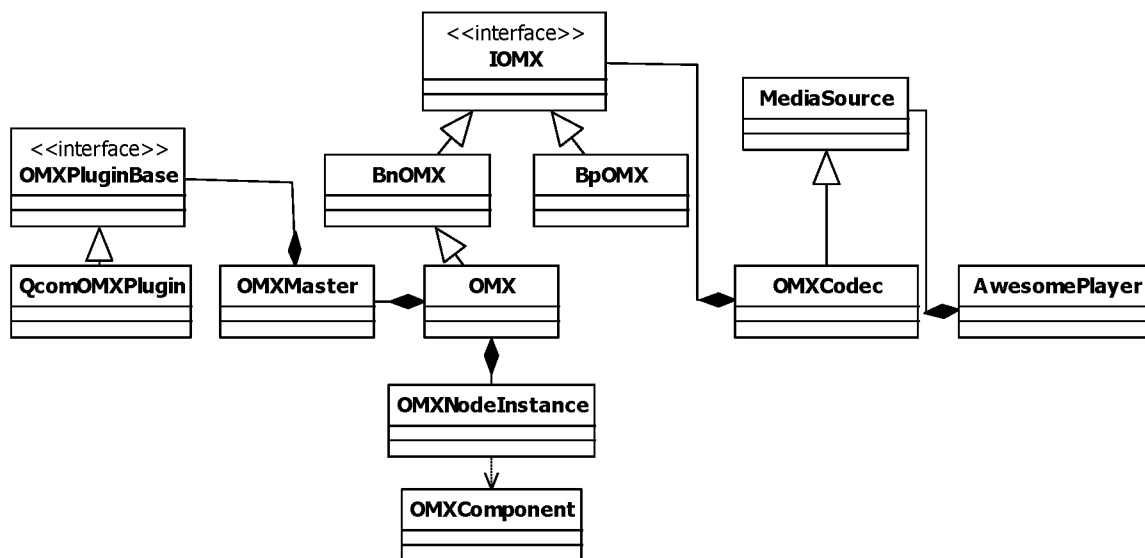 <<interface>>
IOMX
MediaSource
<<interface>>
OMXPluginBase
BnOMX
BpOMX
QcomOMXPlugin
OMXMaster
OMX
OMXCodec
AwesomePlayer
OMXNodeInstance
OMXComponent